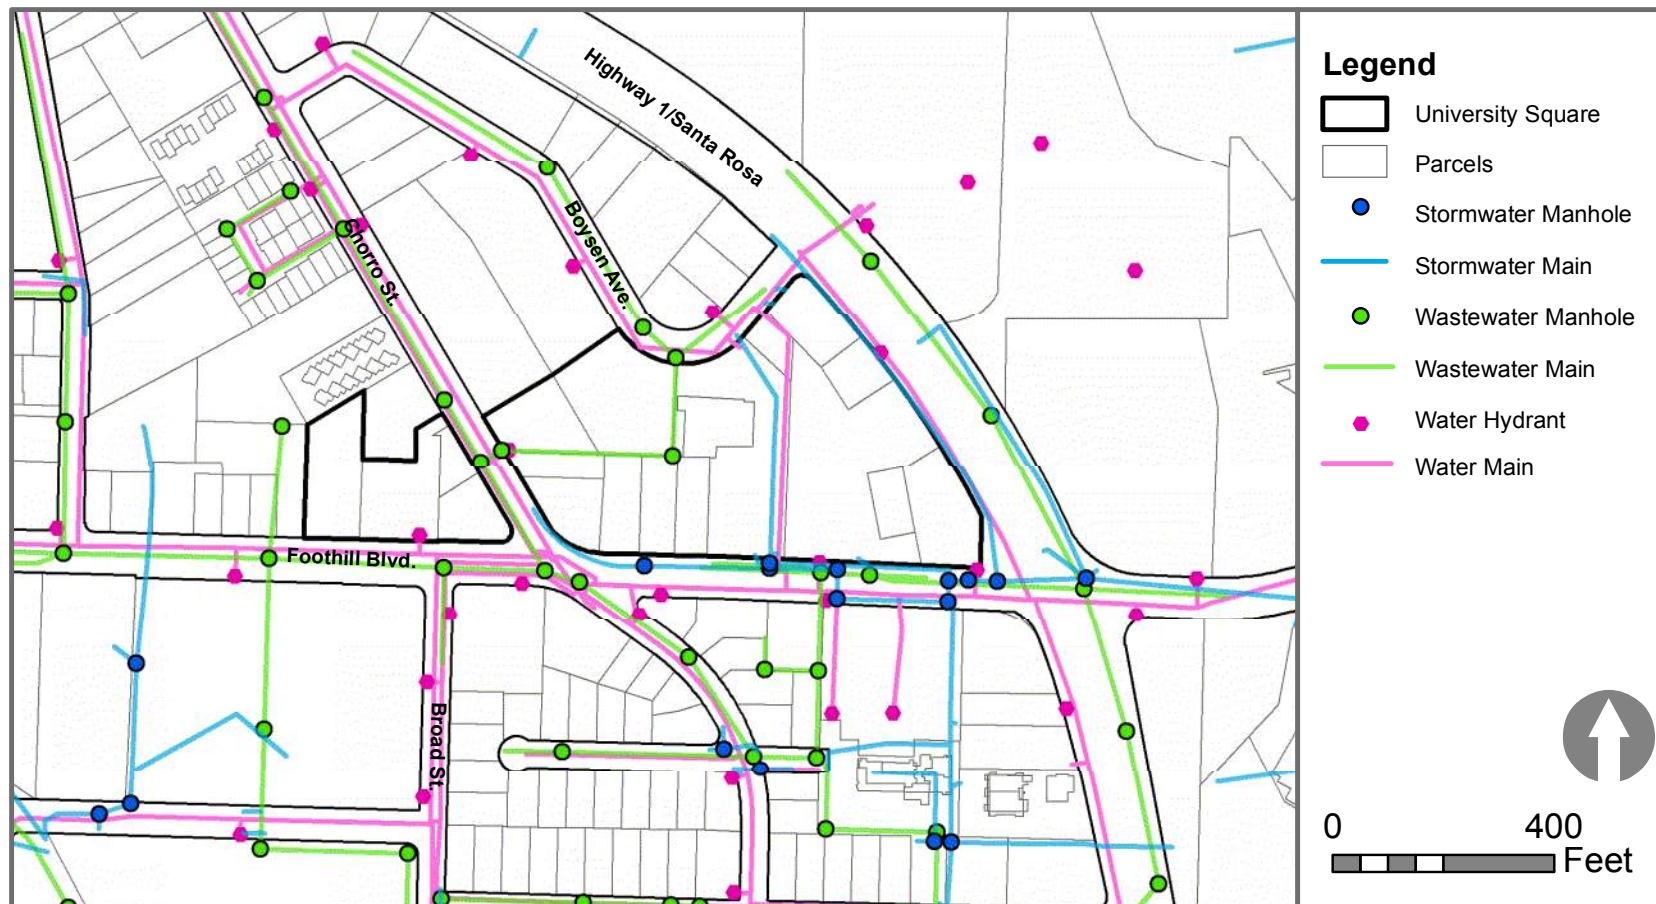 Highway 1/Santa Rosa
Boysen Ave.
Chorro St.
Foothill Blvd.
Broad St.
Legend
University Square
Parcels
Stormwater Manhole
Stormwater Main
Wastewater Manhole
Wastewater Main
Water Hydrant
Water Main
0 400
Feet